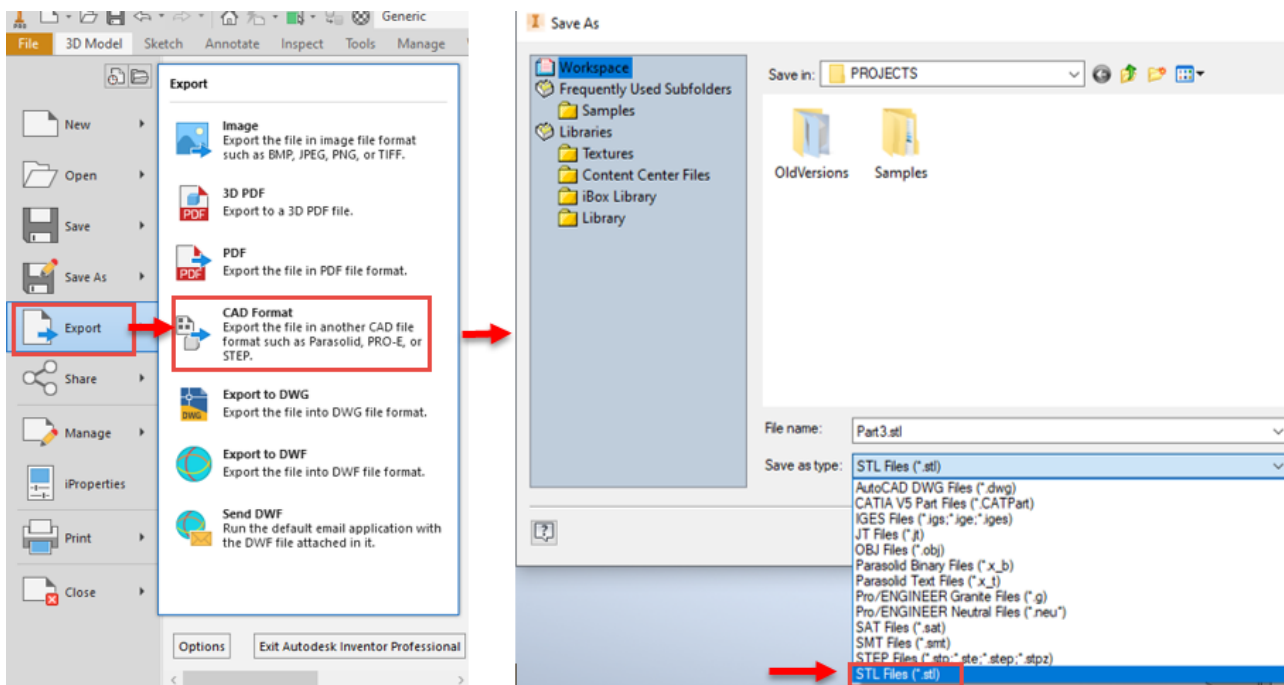 PRO
Generic
File 3D Model Sketch Annotate Inspect Tools Manage
Export
New
Open
Save
Save As
Export
Share
Manage
iProperties
Print
Close
Image
Export the file in image file format
such as BMP, JPEG, PNG, or TIFF.
3D PDF
Export to a 3D PDF file.
PDF
PDF
Export the file in PDF file format.
PDF
CAD Format
Export the file in another CAD file
format such as Parasolid, PRO-E, or
STEP.
Export to DWG
Export the file into DWG file format.
DWG
Export to DWF
Export the file into DWF file format.
Send DWF
Run the default email application with
the DWF file attached in it.
Options Exit Autodesk Inventor Professional
Save As
Workspace
Frequently Used Subfolders
Samples
Libraries
Textures
Content Center Files
iBox Library
Library
Save in: PROJECTS
OldVersions Samples
File name: Part3.stl
Save as type: STL Files (*.stl)
AutoCAD DWG Files (*.dwg)
CATIA V5 Part Files (*.CATPart)
IGES Files (*.igs;*.ige;*.iges)
JT Files (*.jt)
OBJ Files (*.obj)
Parasolid Binary Files (*.x_b)
Parasolid Text Files (*.x_t)
Pro/ENGINEER Granite Files (*.g)
Pro/ENGINEER Neutral Files (*.neu*)
SAT Files (*.sat)
SMT Files (*.smt)
STEP Files (*.stp;*.ste;*.step;*.stpz)
STL Files (*.stl)